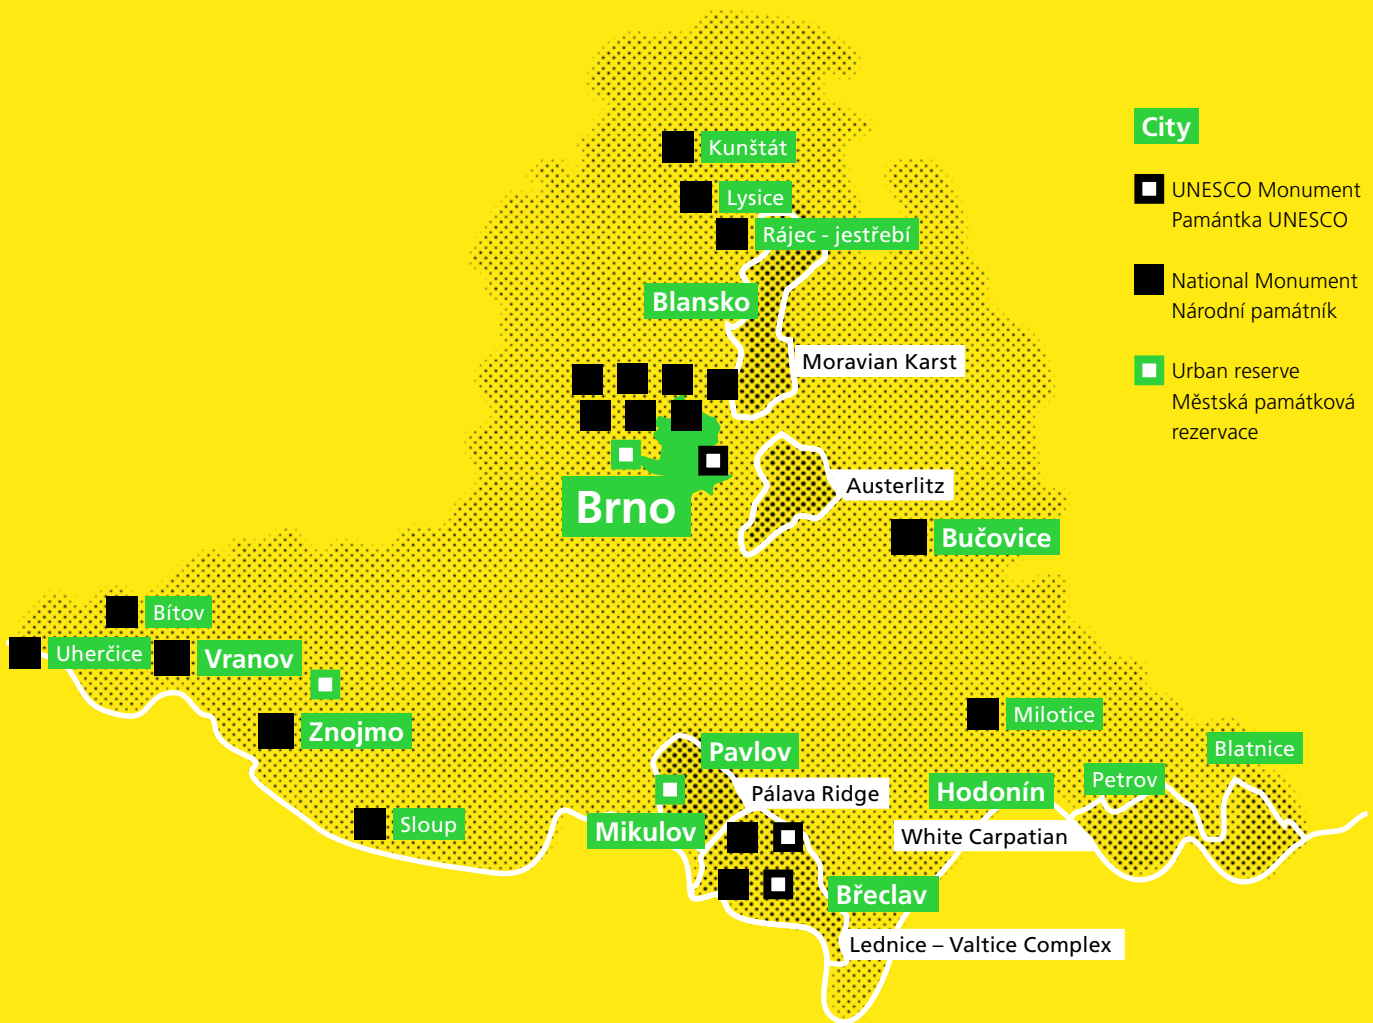 City
UNESCO Monument
Pamántka UNESCO
National Monument
Národní památník
Urban reserve
Městská památková
rezervace
Kunštát
Lysice
Rájec - jestřebí
Blansko
Moravian Karst
Austerlitz
Brno
Bučovice
Bítov
Uherčice
Vranov
Znojmo
Milotice
Blatnice
Pavlov
Petrov
Pálava Ridge
Hodonín
Sloup
Mikulov
White Carpatian
Břeclav
Lednice – Valtice Complex